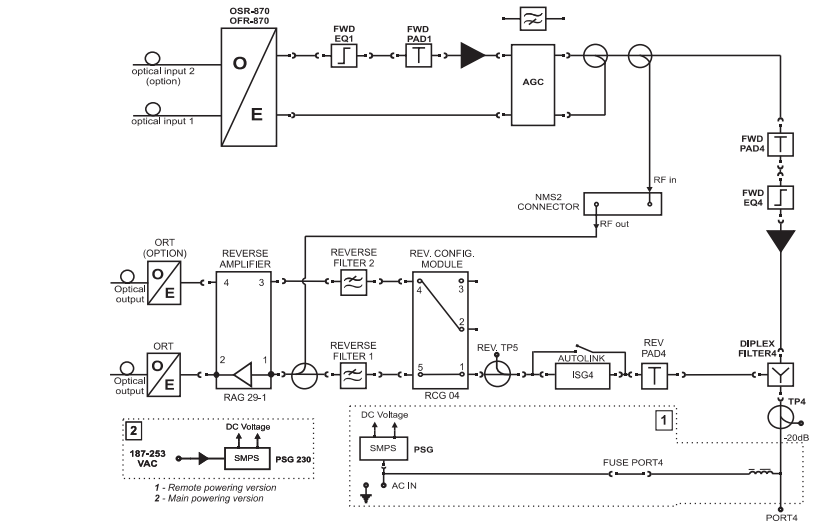 OSR-870
OFR-870
FWD
EQ1
FWD
PAD1
O
E
AGC
optical input 2
(option)
optical input 1
FWD
PAD4
FWD
EQ4
RF in
NMS2
CONNECTOR
RF out
ORT
(OPTION)
REVERSE
AMPLIFIER
REVERSE
FILTER 2
REV. CONFIG.
MODULE
O
E
Optical
output
4
3
4
3
2
ORT
O
E
Optical
output
2
1
RAG 29-1
REVERSE
FILTER 1
5
1
RCG 04
REV. TP5
AUTOLINK
ISG4
REV
PAD4
DIPLEX
FILTER4
TP4
-20dB
2
DC Voltage
187-253
VAC
SMPS
PSG 230
1 - Remote powering version
2 - Main powering version
1
DC Voltage
SMPS
PSG
AC IN
FUSE PORT4
PORT4